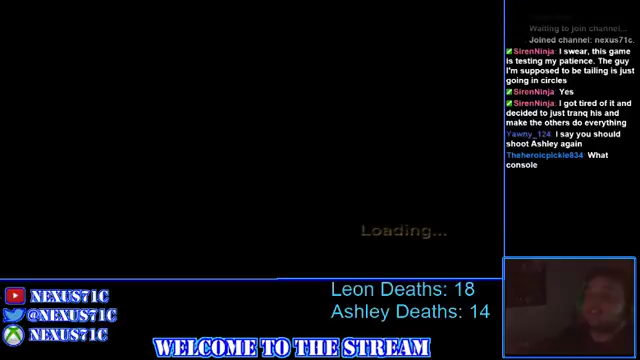 Waiting to join channel...
Joined channel: nexus71c.
SirenNinja: I swear, this game
is testing my patience. The guy
I'm supposed to be tailing is just
going in circles
SirenNinja: Yes
SirenNinja: I got tired of it and
decided to just tranq his and
make the others do everything
Yawny_124: I say you should
shoot Ashley again
Theheroicpickle834: What
console
Loading...
Leon Deaths: 18
Ashley Deaths: 14
NEXUS71C
@NEXUS71C
NEXUS71C
WELCOME TO THE STREAM